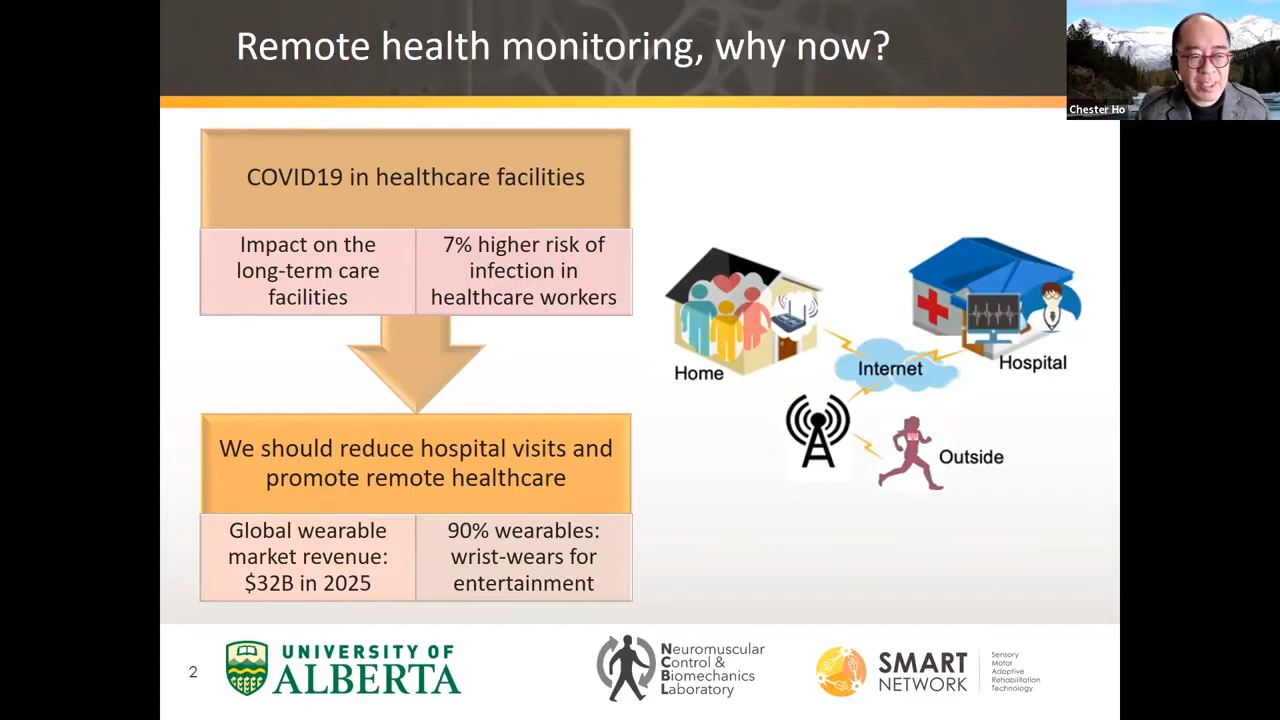 Remote health monitoring, why now?
Chester Ho
COVID19 in healthcare facilities
Impact on the
long-term care
facilities
7% higher risk of
infection in
healthcare workers
We should reduce hospital visits and
promote remote healthcare
Global wearable
market revenue:
$32B in 2025
90% wearables:
wrist-wears for
entertainment
Home
Internet
Hospital
Outside
2
UNIVERSITY OF
ALBERTA
Neuromuscular
Control &
Biomechanics
Laboratory
SMART
NETWORK
Sensory
Motor
Adaptive
Rehabilitation
Technology